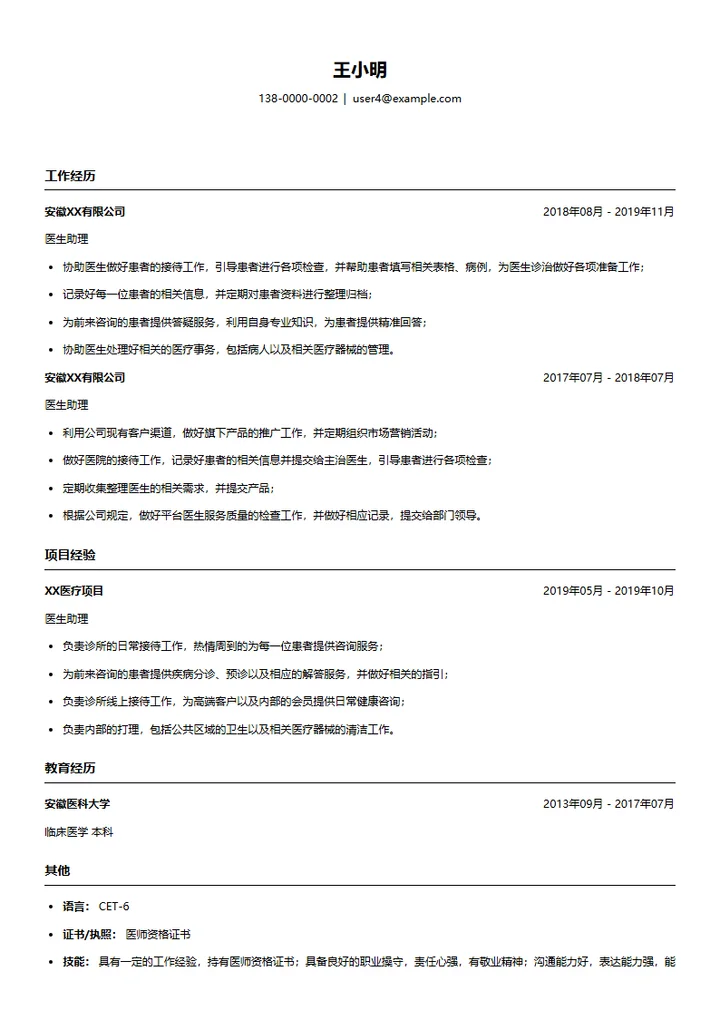 王小明
138-0000-0002 | user4@example.com
工作经历
安徽XX有限公司 2018年08月 - 2019年11月
医生助理
• 协助医生做好患者的接待工作，引导患者进行各项检查，并帮助患者填写相关表格、病例，为医生诊治做好各项准备工作；
• 记录好每一位患者的相关信息，并定期对患者资料进行整理归档；
• 为前来咨询的患者提供答疑服务，利用自身专业知识，为患者提供精准回答；
• 协助医生处理好相关的医疗事务，包括病人以及相关医疗器械的管理。
安徽XX有限公司 2017年07月 - 2018年07月
医生助理
• 利用公司现有客户渠道，做好旗下产品的推广工作，并定期组织市场营销活动；
• 做好医院的接待工作，记录好患者的相关信息并提交给主治医生，引导患者进行各项检查；
• 定期收集整理医生的相关需求，并提交产品；
• 根据公司规定，做好平台医生服务质量的检查工作，并做好相应记录，提交给部门领导。
项目经验
XX医疗项目 2019年05月 - 2019年10月
医生助理
• 负责诊所的日常接待工作，热情周到的为每一位患者提供咨询服务；
• 为前来咨询的患者提供疾病分诊、预诊以及相应的解答服务，并做好相关的指引；
• 负责诊所线上接待工作，为高端客户以及内部的会员提供日常健康咨询；
• 负责内部的打理，包括公共区域的卫生以及相关医疗器械的清洁工作。
教育经历
安徽医科大学 2013年09月 - 2017年07月
临床医学 本科
其他
• 语言： CET-6
• 证书/执照： 医师资格证书
• 技能： 具有一定的工作经验，持有医师资格证书；具备良好的职业操守，责任心强，有敬业精神；沟通能力好，表达能力强，能